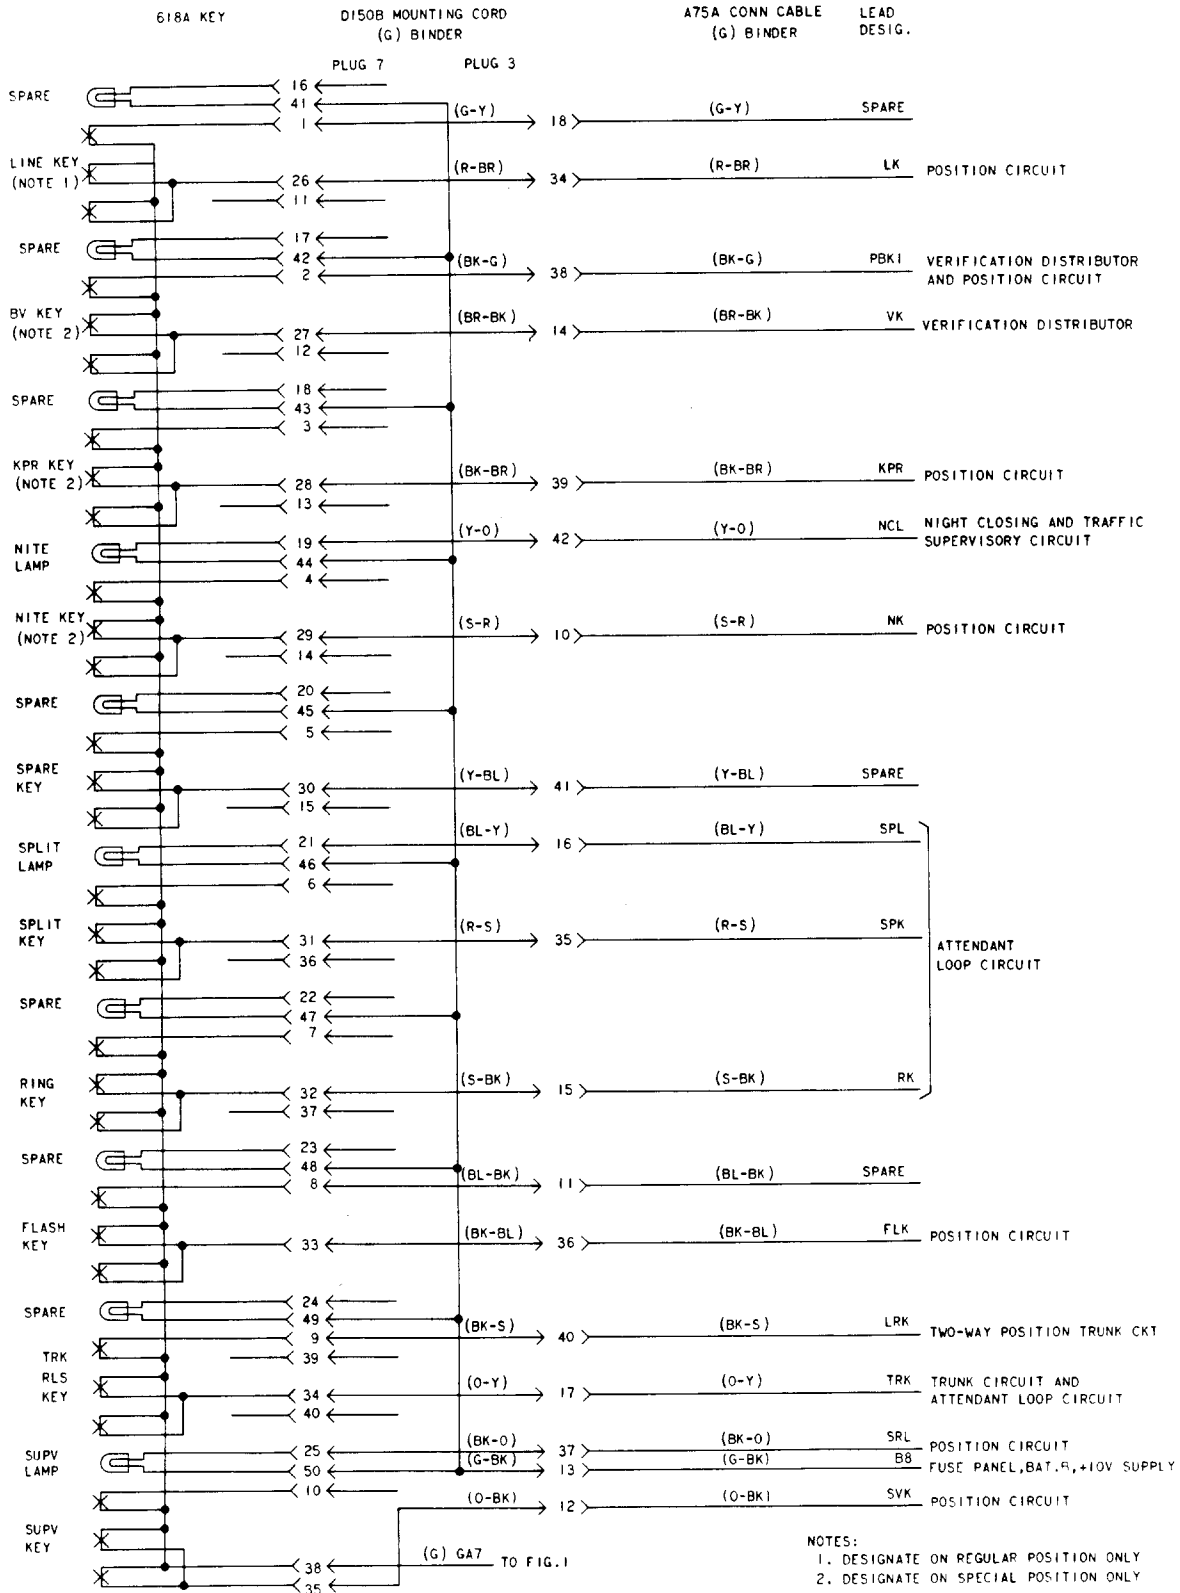 618A KEY D150B MOUNTING CORD A75A CONN CABLE LEAD
(G) BINDER (G) BINDER DESIG.
PLUG 7 PLUG 3
16
SPARE 41
1 (G-Y) 18 (G-Y) SPARE
LINE KEY (R-BR) (R-BR) LK POSITION CIRCUIT
(NOTE 1) 26 34
11
17
SPARE 42
2 (BK-G) 38 (BK-G) PBK1 VERIFICATION DISTRIBUTOR
AND POSITION CIRCUIT
BV KEY (BR-BK) (BR-BK) VK VERIFICATION DISTRIBUTOR
(NOTE 2) 27 14
12
18
SPARE 43
3
KPR KEY (BK-BR) (BK-BR) KPR POSITION CIRCUIT
(NOTE 2) 28 39
13
NITE 19 (Y-O) 42 (Y-O) NCL NIGHT CLOSING AND TRAFFIC
LAMP 44 SUPERVISORY CIRCUIT
4
NITE KEY (S-R) (S-R) NK POSITION CIRCUIT
(NOTE 2) 29 10
14
20
SPARE 45
5
SPARE (Y-BL) (Y-BL) SPARE
KEY 30 41
15
SPLIT 21 (BL-Y) 16 (BL-Y) SPL
LAMP 46
6
SPLIT (R-S) (R-S) SPK
KEY 31 35
36
ATTENDANT
LOOP CIRCUIT
22
SPARE 47
7
RING (S-BK) (S-BK) RK
KEY 32 15
37
23
SPARE 48
8 (BL-BK) 11 (BL-BK) SPARE
FLASH (BK-BL) (BK-BL) FLK POSITION CIRCUIT
KEY 33 36
24
SPARE 49
9 (BK-S) 40 (BK-S) LRK TWO-WAY POSITION TRUNK CKT
TRK 39
RLS (O-Y) (O-Y) TRK TRUNK CIRCUIT AND
KEY 34 17 ATTENDANT LOOP CIRCUIT
40
SUPV 25 (BK-O) 37 (BK-O) SRL POSITION CIRCUIT
LAMP 50 (G-BK) 13 (G-BK) B8 FUSE PANEL,BAT.B,+10V SUPPLY
10
(O-BK) 12 (O-BK) SVK POSITION CIRCUIT
SUPV
KEY
38 (G) GA7 TO FIG.1
35
NOTES:
1. DESIGNATE ON REGULAR POSITION ONLY
2. DESIGNATE ON SPECIAL POSITION ONLY